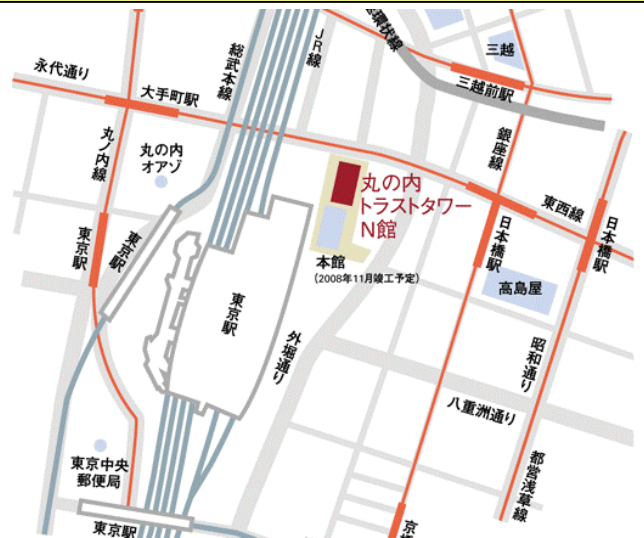 永代通り
大手町駅
総武本線
JR線
環状線
三越
三越前駅
銀座線
丸ノ内線
丸の内
オアゾ
丸の内
トラストタワー
N館
東西線
本館
(2008年11月竣工予定)
東京駅
東京駅
東京駅
外堀通り
日本橋駅
日本橋駅
高島屋
昭和通り
八重洲通り
都営浅草線
東京中央
郵便局
東京駅
京